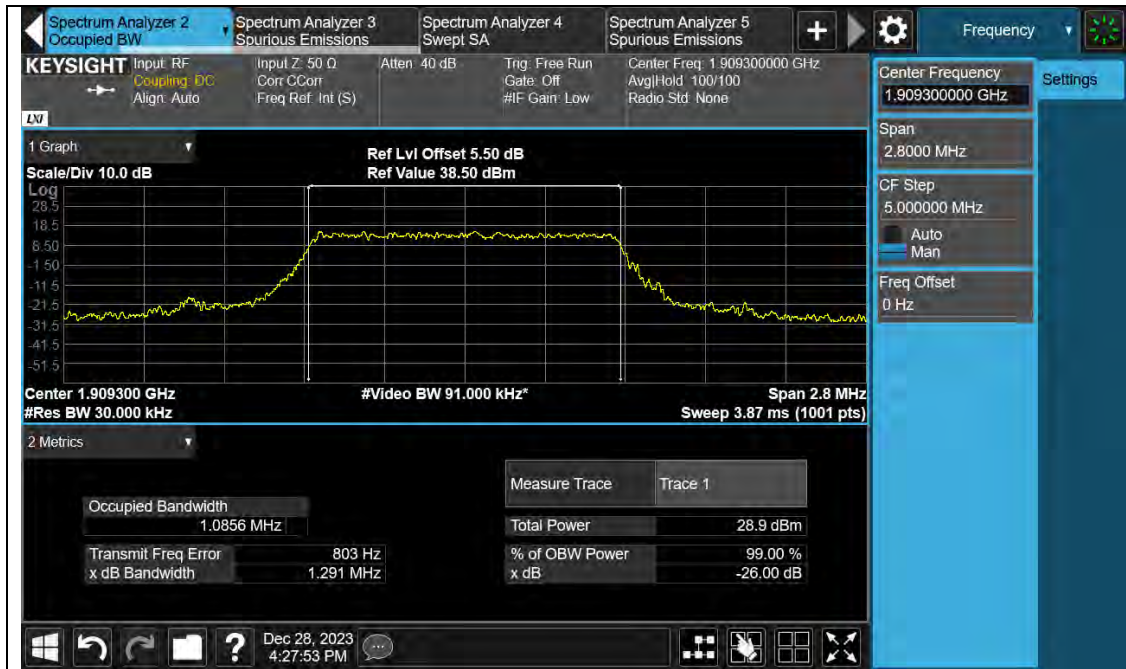 Spectrum Analyzer 2
Occupied BW
Spectrum Analyzer 3
Spurious Emissions
Spectrum Analyzer 4
Swept SA
Spectrum Analyzer 5
Spurious Emissions
+
Frequency
KEYSIGHT
Input: RF
Coupling: DC
Align: Auto
Input Z: 50 Ω
Corr CCorr
Freq Ref: Int (S)
Atten: 40 dB
Trig: Free Run
Gate: Off
#IF Gain: Low
Center Freq: 1.909300000 GHz
Avg|Hold: 100/100
Radio Std: None
LXI
Center Frequency
1.909300000 GHz
Settings
Span
2.8000 MHz
CF Step
5.000000 MHz
Auto
Man
Freq Offset
0 Hz
1 Graph
Scale/Div 10.0 dB
Ref Lvl Offset 5.50 dB
Ref Value 38.50 dBm
Log
28.5
18.5
8.50
-1.50
-11.5
-21.5
-31.5
-41.5
-51.5
Center 1.909300 GHz
#Video BW 91.000 kHz*
Span 2.8 MHz
#Res BW 30.000 kHz
Sweep 3.87 ms (1001 pts)
2 Metrics
Measure Trace
Trace 1
Occupied Bandwidth
1.0856 MHz
Total Power
28.9 dBm
Transmit Freq Error
803 Hz
% of OBW Power
99.00 %
x dB Bandwidth
1.291 MHz
x dB
-26.00 dB
?
Dec 28, 2023
4:27:53 PM